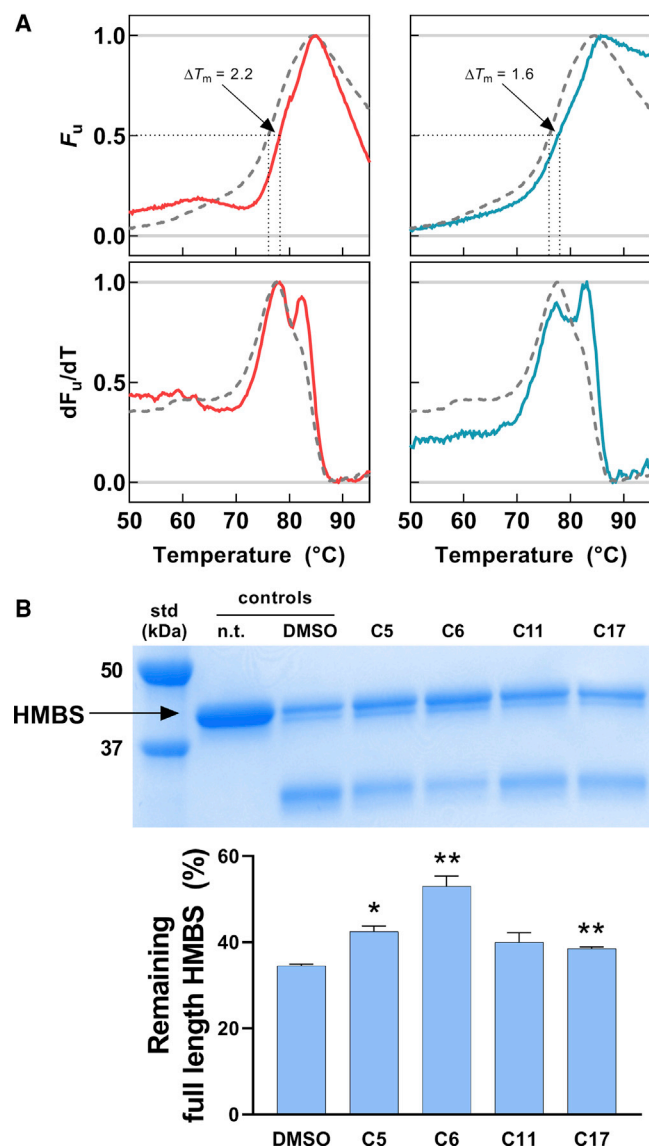 A
1.0
0.5
0.0
Fu
ΔTm = 2.2
ΔTm = 1.6
1.0
0.5
0.0
dFu/dT
50 60 70 80 90
50 60 70 80 90
Temperature (°C)
Temperature (°C)
B
std
(kDa)
controls
n.t. DMSO C5 C6 C11 C17
50
HMBS
37
60
40
20
0
Remaining
full length HMBS (%)
* ** **
DMSO C5 C6 C11 C17